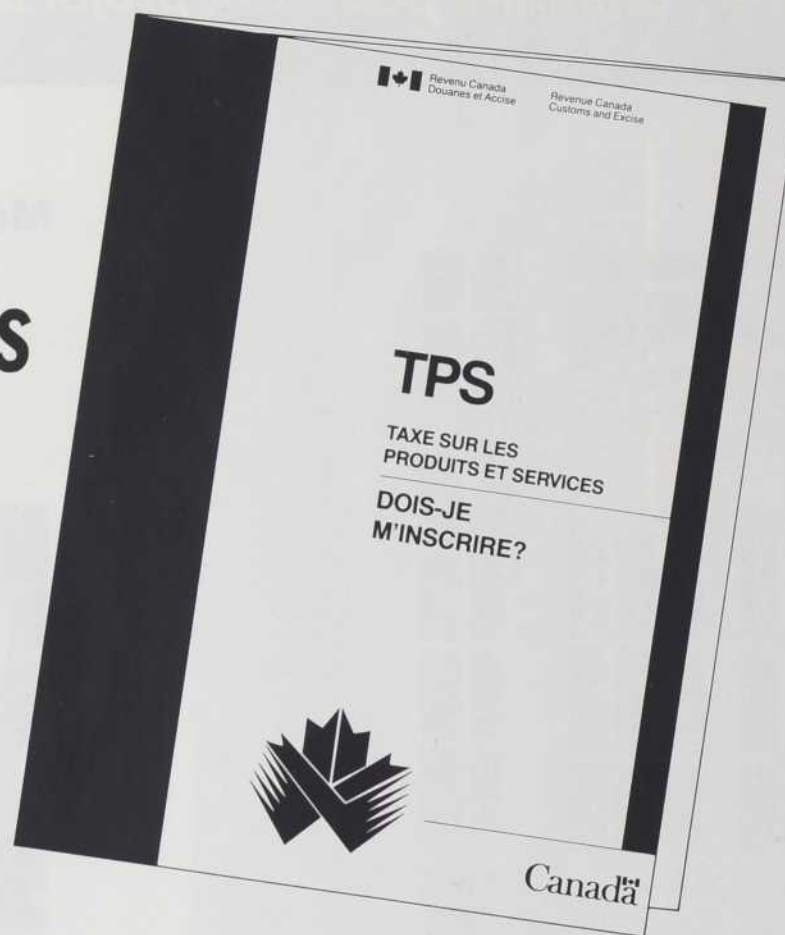 Revenu Canada
Douanes et Accise
Revenue Canada
Customs and Excise
S
TPS
TAXE SUR LES
PRODUITS ET SERVICES
DOIS-JE
M'INSCRIRE?
Canada